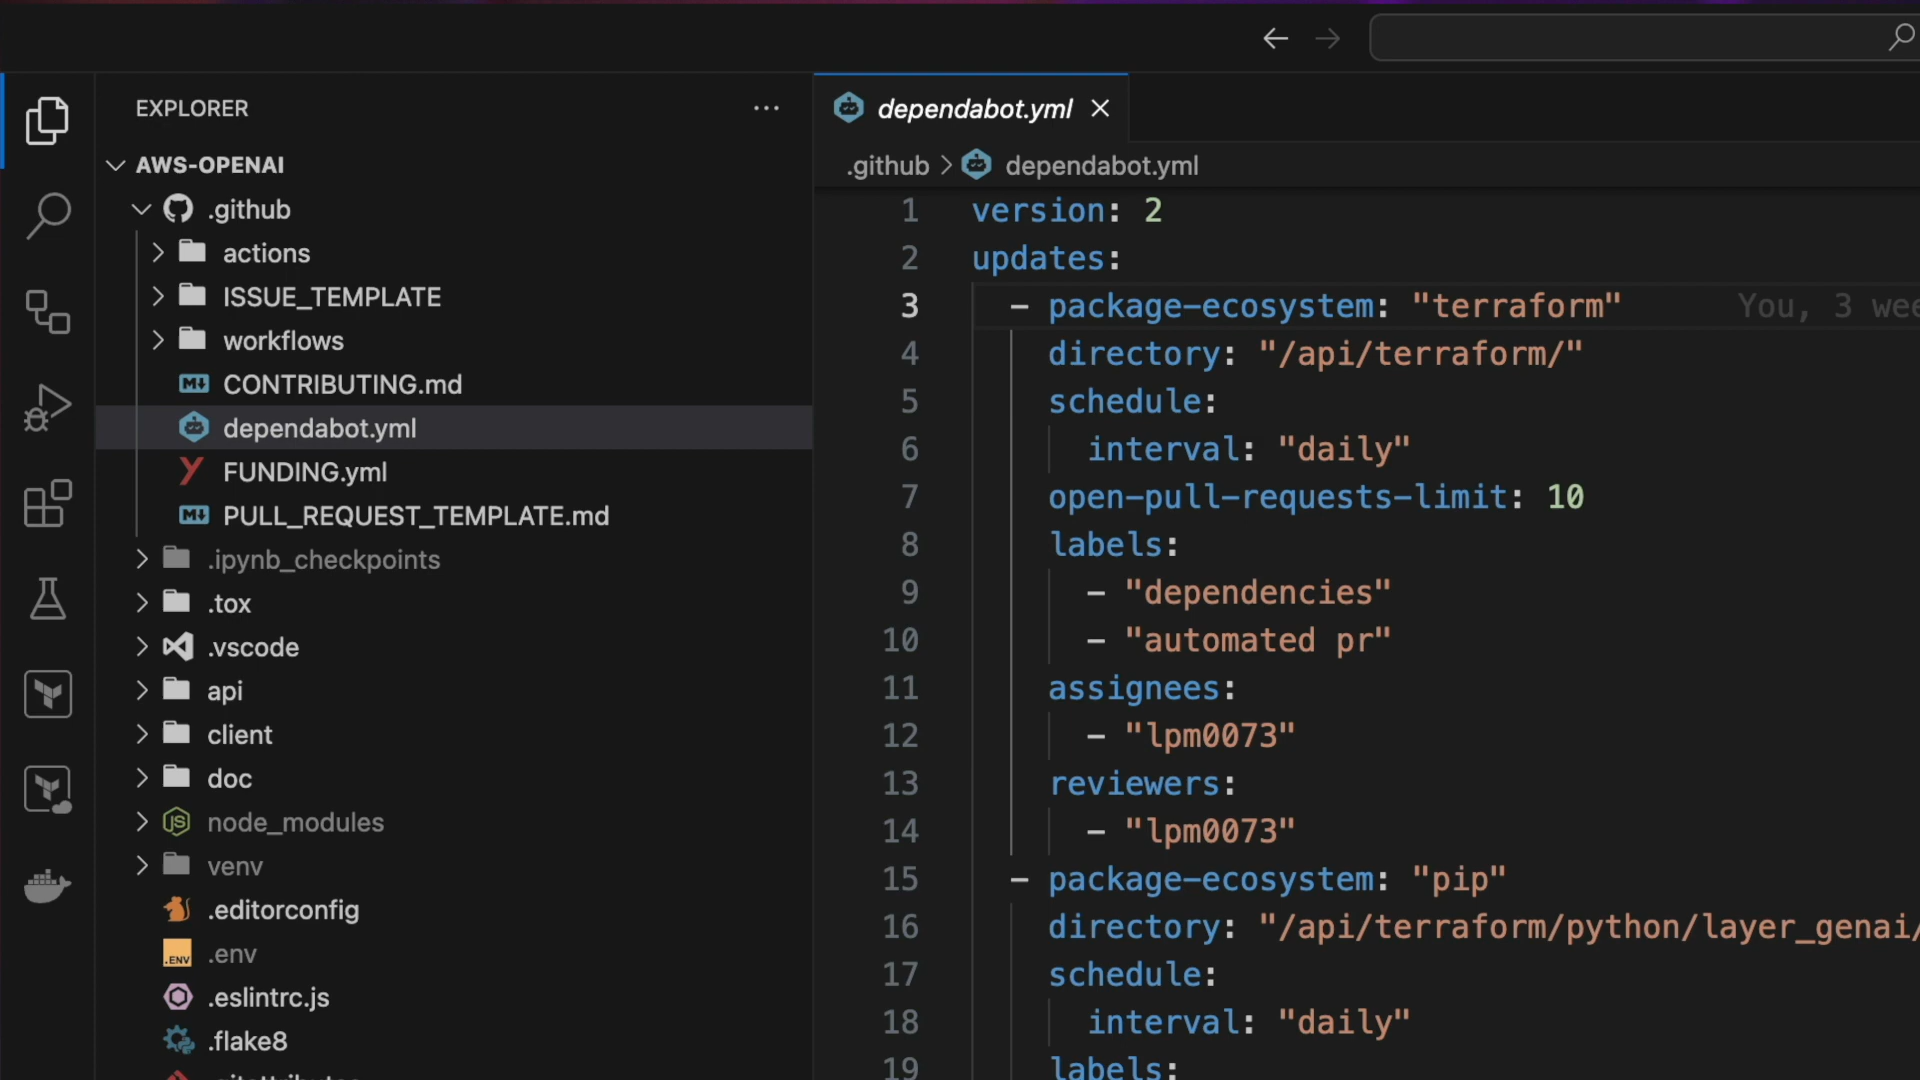 EXPLORER
AWS-OPENAI
.github
actions
ISSUE_TEMPLATE
workflows
CONTRIBUTING.md
dependabot.yml
FUNDING.yml
PULL_REQUEST_TEMPLATE.md
.ipynb_checkpoints
.tox
.vscode
api
client
doc
node_modules
venv
.editorconfig
.env
.eslintrc.js
.flake8
dependabot.yml
.github > dependabot.yml
1 version: 2
2 updates:
3 - package-ecosystem: "terraform" You, 3
4 directory: "/api/terraform/"
5 schedule:
6 interval: "daily"
7 open-pull-requests-limit: 10
8 labels:
9 - "dependencies"
10 - "automated pr"
11 assignees:
12 - "lpm0073"
13 reviewers:
14 - "lpm0073"
15 - package-ecosystem: "pip"
16 directory: "/api/terraform/python/layer_genai/
17 schedule:
18 interval: "daily"
19 labels: